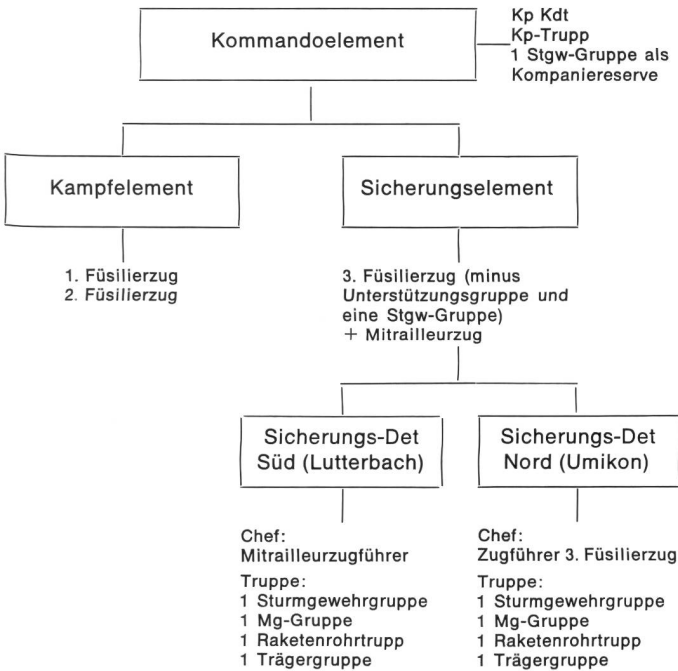 Kommandoelement
Kp Kdt
Kp-Trupp
1 Stgw-Gruppe als
Kompaniereserve
Kampfelement
Sicherungselement
1. Füsilierzug
2. Füsilierzug
3. Füsilierzug (minus
Unterstützungsgruppe und
eine Stgw-Gruppe)
+ Mitrailleurzug
Sicherungs-Det
Süd (Lutterbach)
Sicherungs-Det
Nord (Umikon)
Chef:
Mitrailleurzugführer
Truppe:
1 Sturmgewehrgruppe
1 Mg-Gruppe
1 Raketenrohrtrupp
1 Trägergruppe
Chef:
Zugführer 3. Füsilierzug
Truppe:
1 Sturmgewehrgruppe
1 Mg-Gruppe
1 Raketenrohrtrupp
1 Trägergruppe